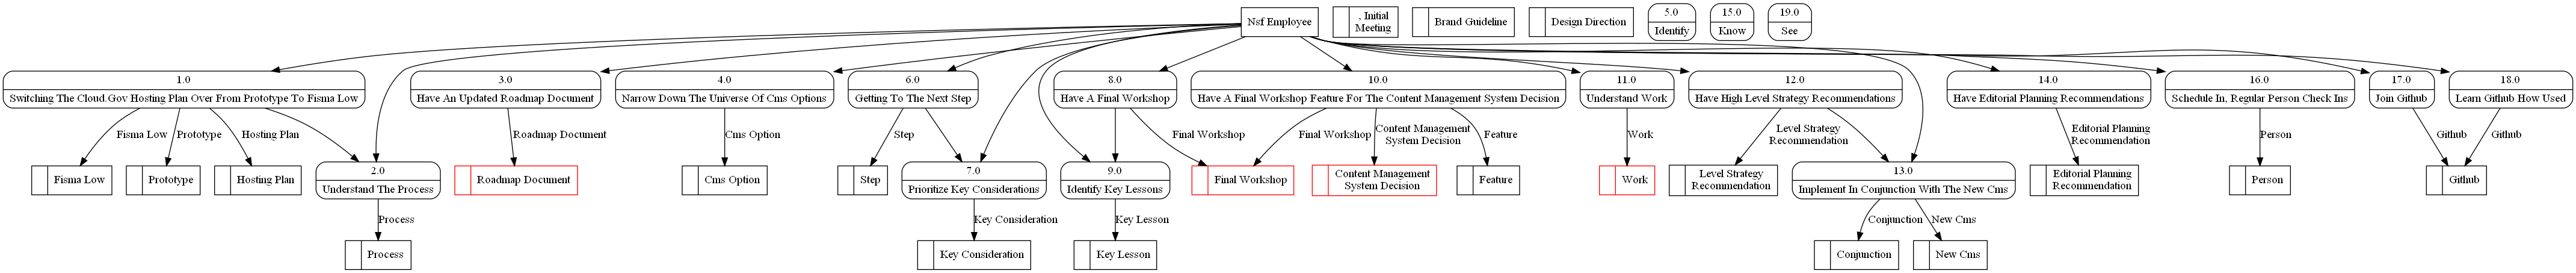 Nsf Employee
, Initial
Meeting
Brand Guideline
Design Direction
5.0
Identify
15.0
Know
19.0
See
1.0
Switching The Cloud.Gov Hosting Plan Over From Prototype To Fisma Low
3.0
Have An Updated Roadmap Document
4.0
Narrow Down The Universe Of Cms Options
6.0
Getting To The Next Step
8.0
Have A Final Workshop
10.0
Have A Final Workshop Feature For The Content Management System Decision
11.0
Understand Work
12.0
Have High Level Strategy Recommendations
14.0
Have Editorial Planning Recommendations
16.0
Schedule In, Regular Person Check Ins
17.0
Join Github
18.0
Learn Github How Used
Fisma Low
Prototype
Hosting Plan
Roadmap Document
Cms Option
Step
Final Workshop
Final Workshop
Content Management
System Decision
Feature
Work
Level Strategy
Recommendation
Editorial Planning
Recommendation
Person
Github
Github
Fisma Low
Prototype
Hosting Plan
2.0
Understand The Process
Roadmap Document
Cms Option
Step
7.0
Prioritize Key Considerations
9.0
Identify Key Lessons
Final Workshop
Content Management
System Decision
Feature
Work
Level Strategy
Recommendation
13.0
Implement In Conjunction With The New Cms
Editorial Planning
Recommendation
Person
Github
Process
Key Consideration
Key Lesson
Conjunction
New Cms
Process
Key Consideration
Key Lesson
Conjunction
New Cms